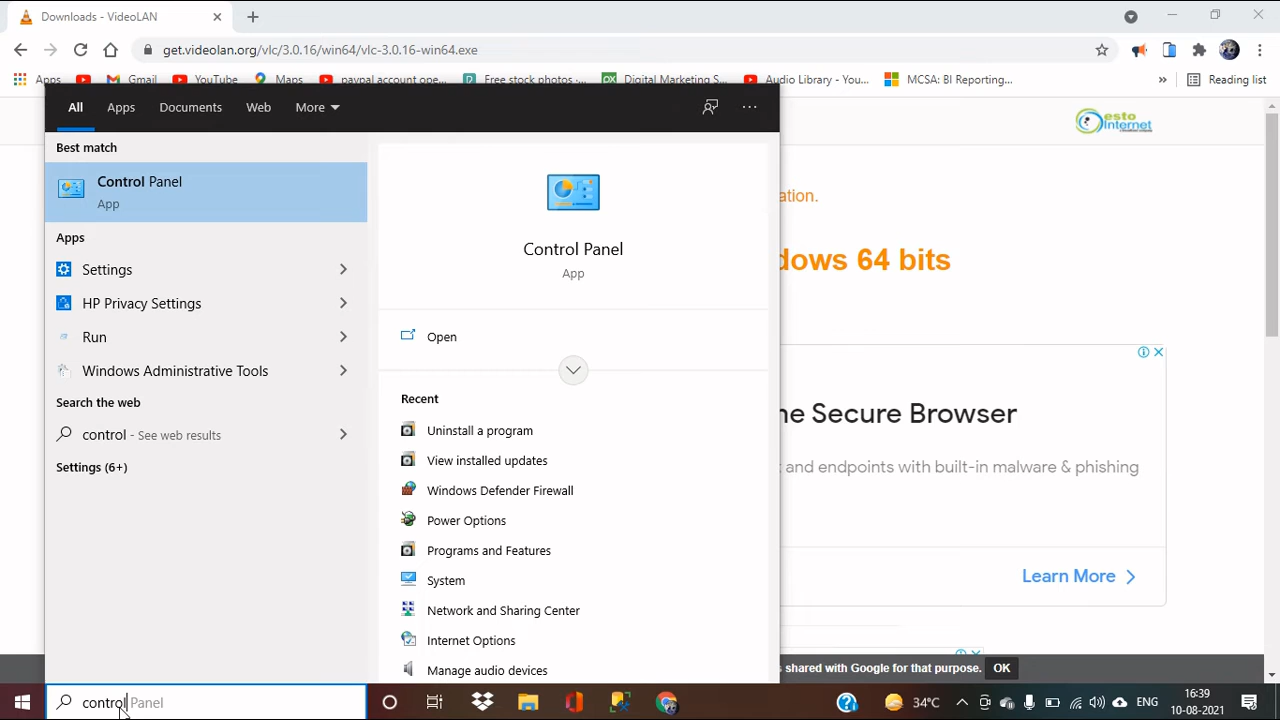 Downloads - VideoLAN
get.videolan.org/vlc/3.0.16/win64/vlc-3.0.16-win64.exe
Apps
Gmail
YouTube
Maps
paypal account ope...
Free stock photos ·...
Digital Marketing S...
Audio Library - You...
MCSA: BI Reporting...
»
Reading list
All
Apps
Documents
Web
More
Best match
Control Panel
App
Apps
Settings
HP Privacy Settings
Run
Windows Administrative Tools
Search the web
control - See web results
Settings (6+)
Control Panel
App
Open
Recent
Uninstall a program
View installed updates
Windows Defender Firewall
Power Options
Programs and Features
System
Network and Sharing Center
Internet Options
Manage audio devices
esto
Internet
ation.
dows 64 bits
ne Secure Browser
and endpoints with built-in malware & phishing
Learn More
shared with Google for that purpose.
OK
control Panel
34°C
ENG
16:39
10-08-2021